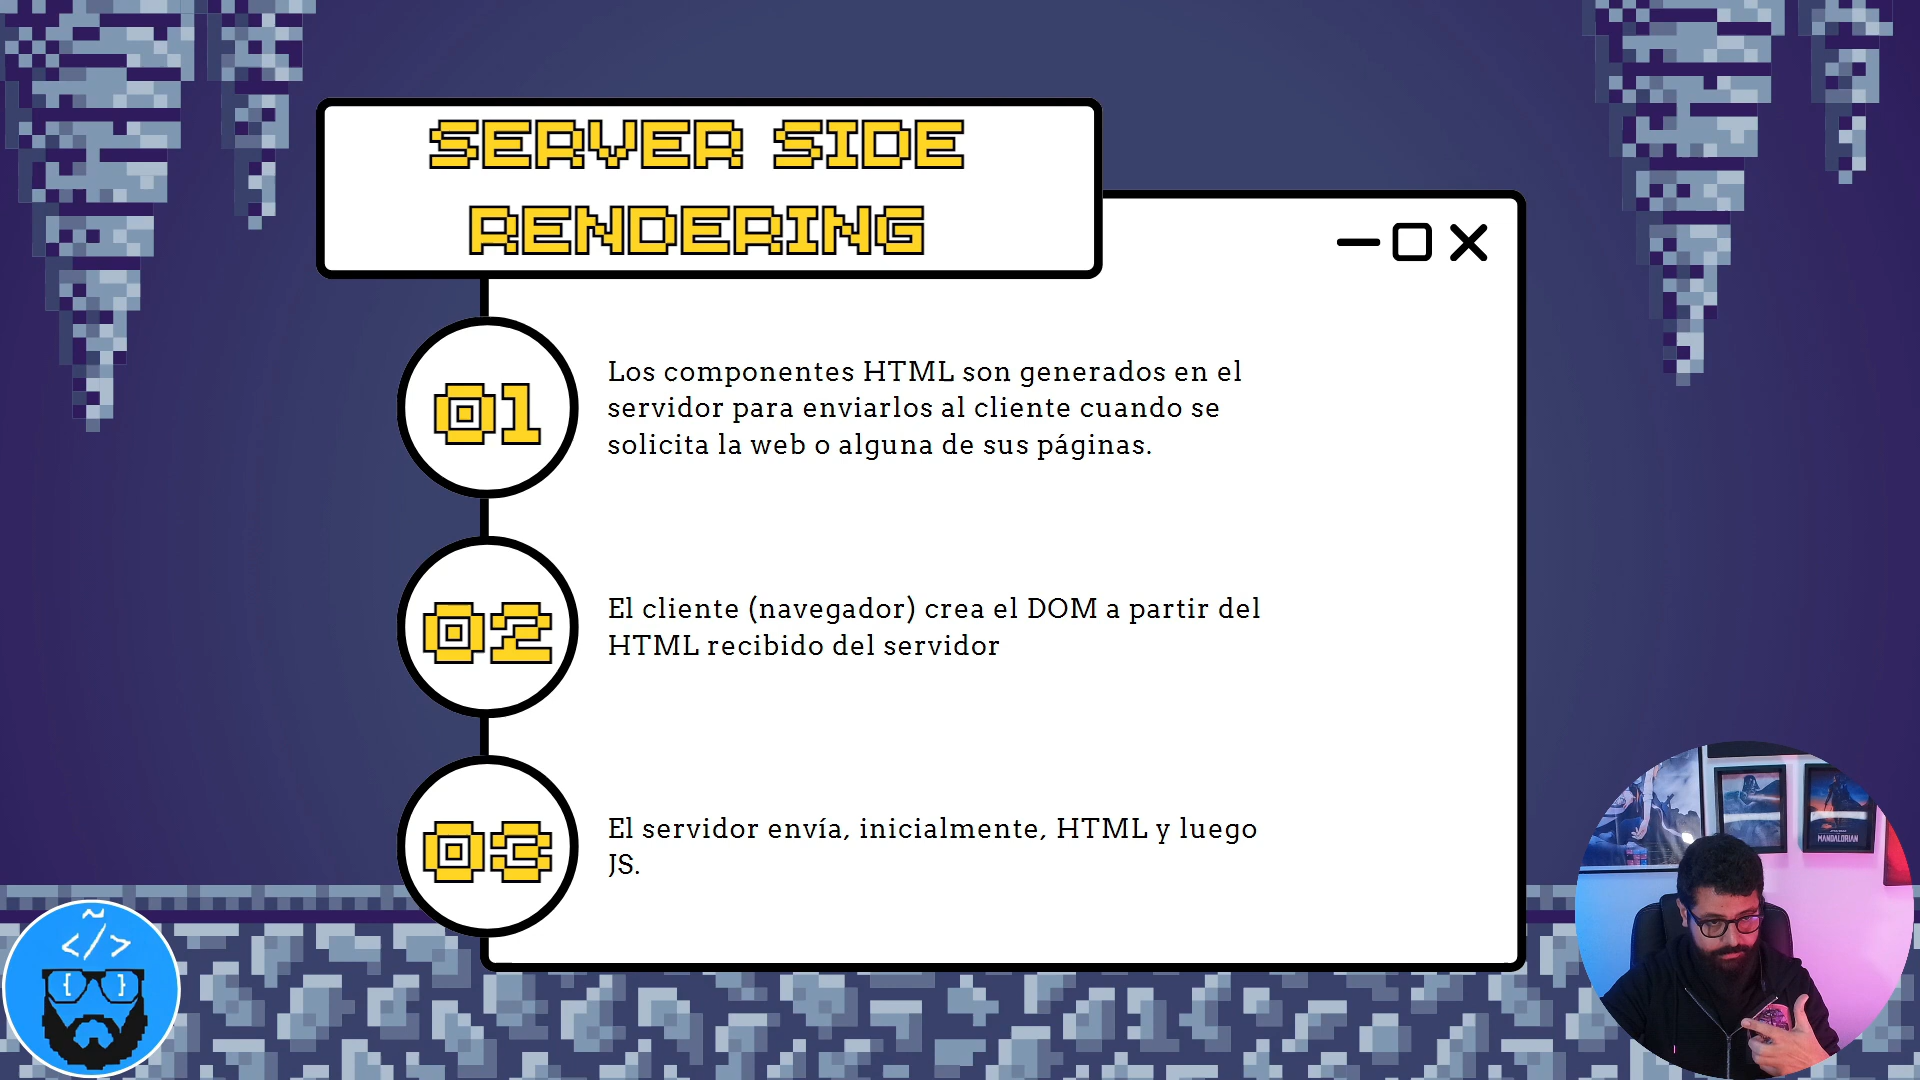 SERVER SIDE
RENDERING
01
Los componentes HTML son generados en el
servidor para enviarlos al cliente cuando se
solicita la web o alguna de sus páginas.
02
El cliente (navegador) crea el DOM a partir del
HTML recibido del servidor
03
El servidor envía, inicialmente, HTML y luego
JS.
ñ
</>
{ }
MANDALORIAN